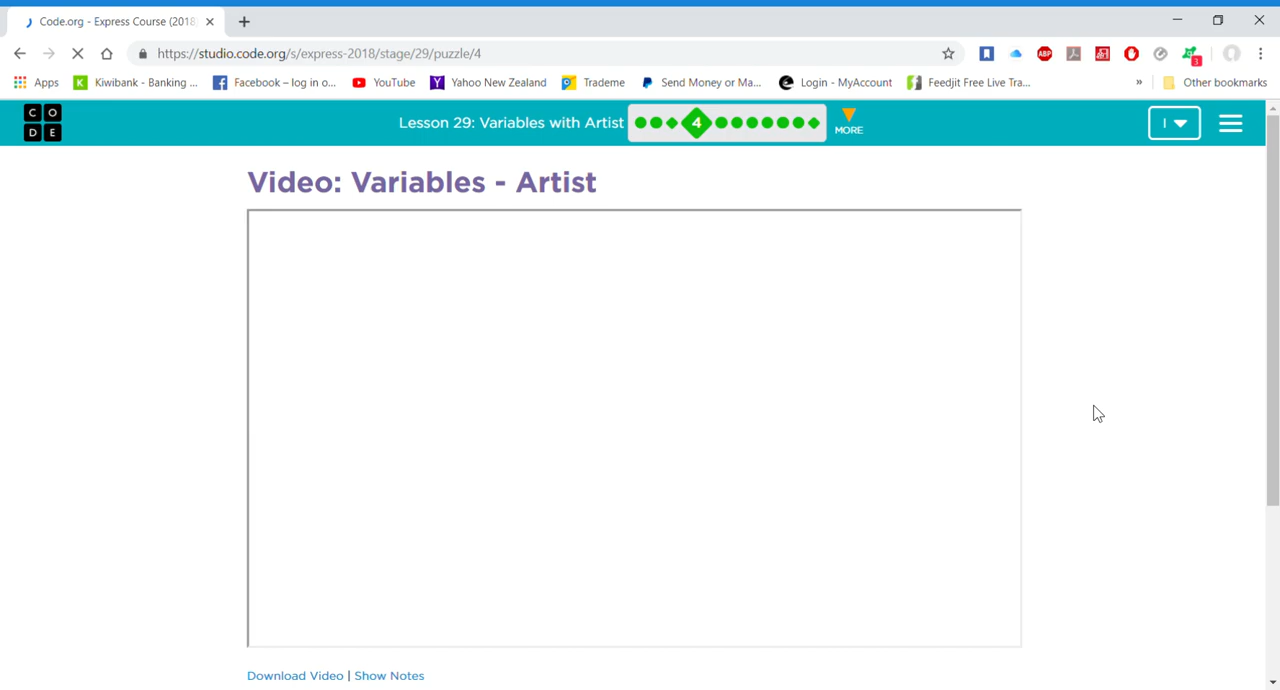 Code.org - Express Course (2018
https://studio.code.org/s/express-2018/stage/29/puzzle/4
ABP
3
Apps Kiwibank - Banking ... Facebook – log in o... YouTube Yahoo New Zealand Trademe Send Money or Ma... Login - MyAccount Feedjit Free Live Tra... » Other bookmarks
C O
D E
Lesson 29: Variables with Artist 4 MORE I
Video: Variables - Artist
Download Video | Show Notes